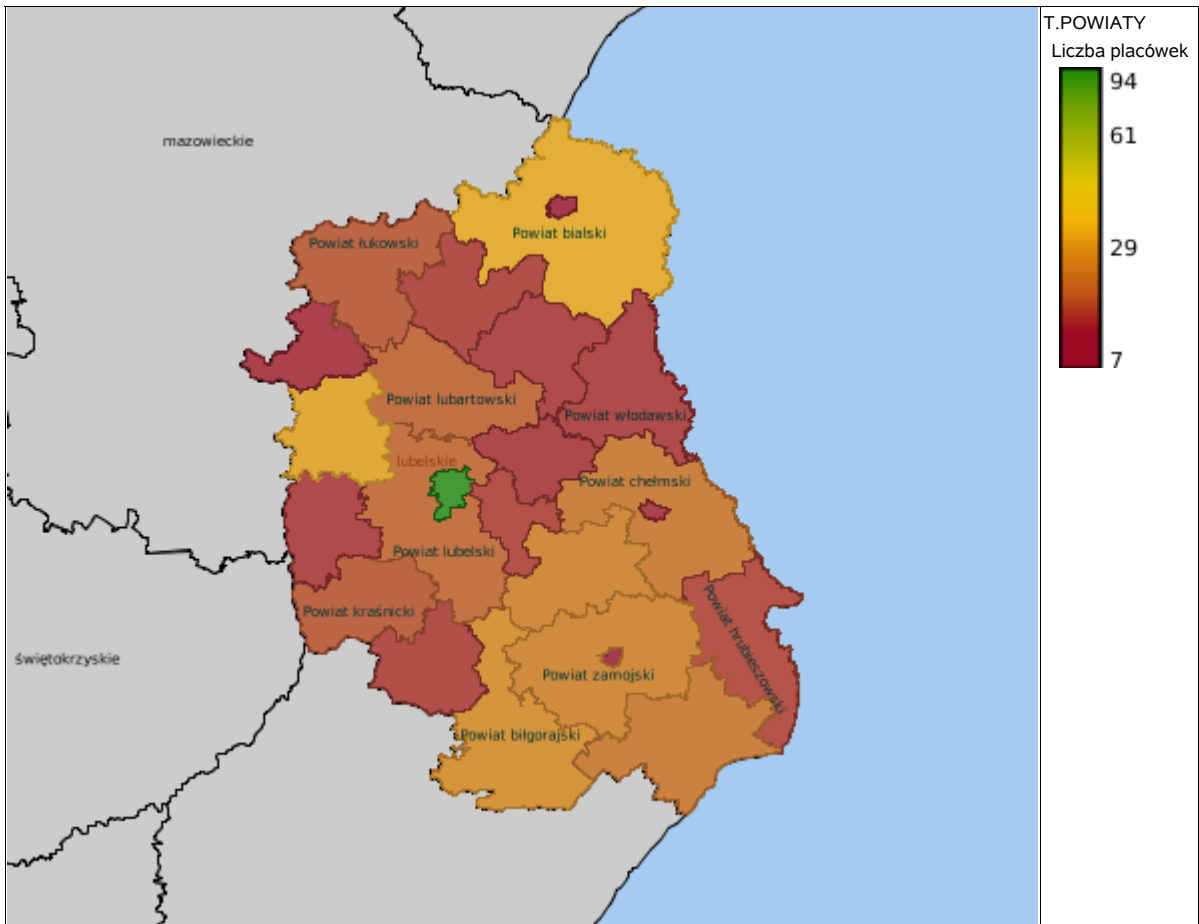 T.POWIATY
Liczba placówek
94
61
29
7
mazowieckie
Powiat bialski
Powiat łukowski
Powiat lubartowski
Powiat włodawski
lubelskie
Powiat chełmski
Powiat lubelski
Powiat kraśnicki
Powiat hrubieszowski
świętokrzyskie
Powiat zamojski
Powiat biłgorajski